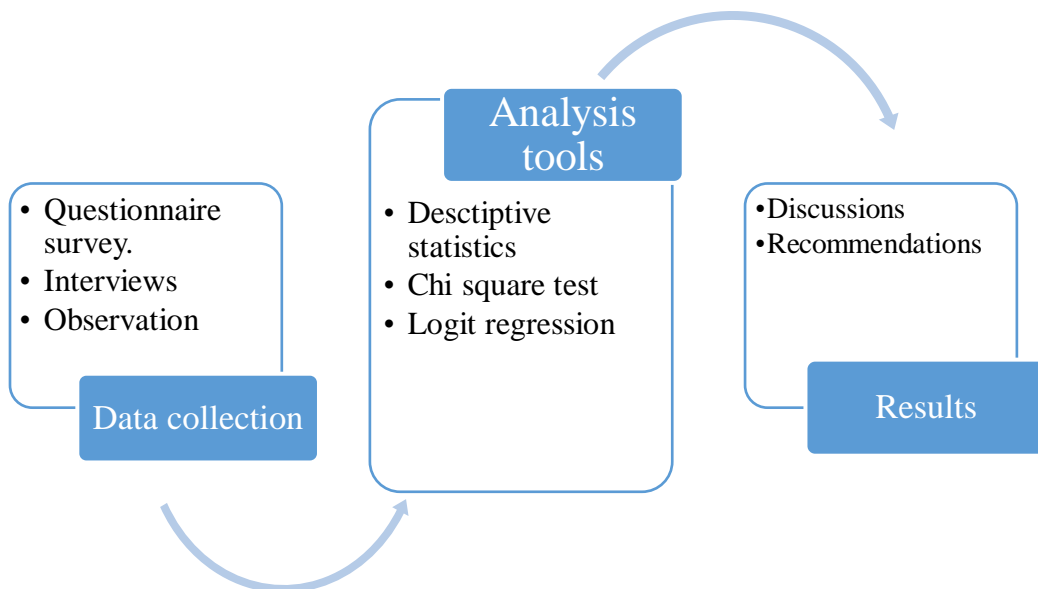 • Questionnaire
survey.
• Interviews
• Observation
Data collection
Analysis
tools
• Desctiptive
statistics
• Chi square test
• Logit regression
•Discussions
•Recommendations
Results